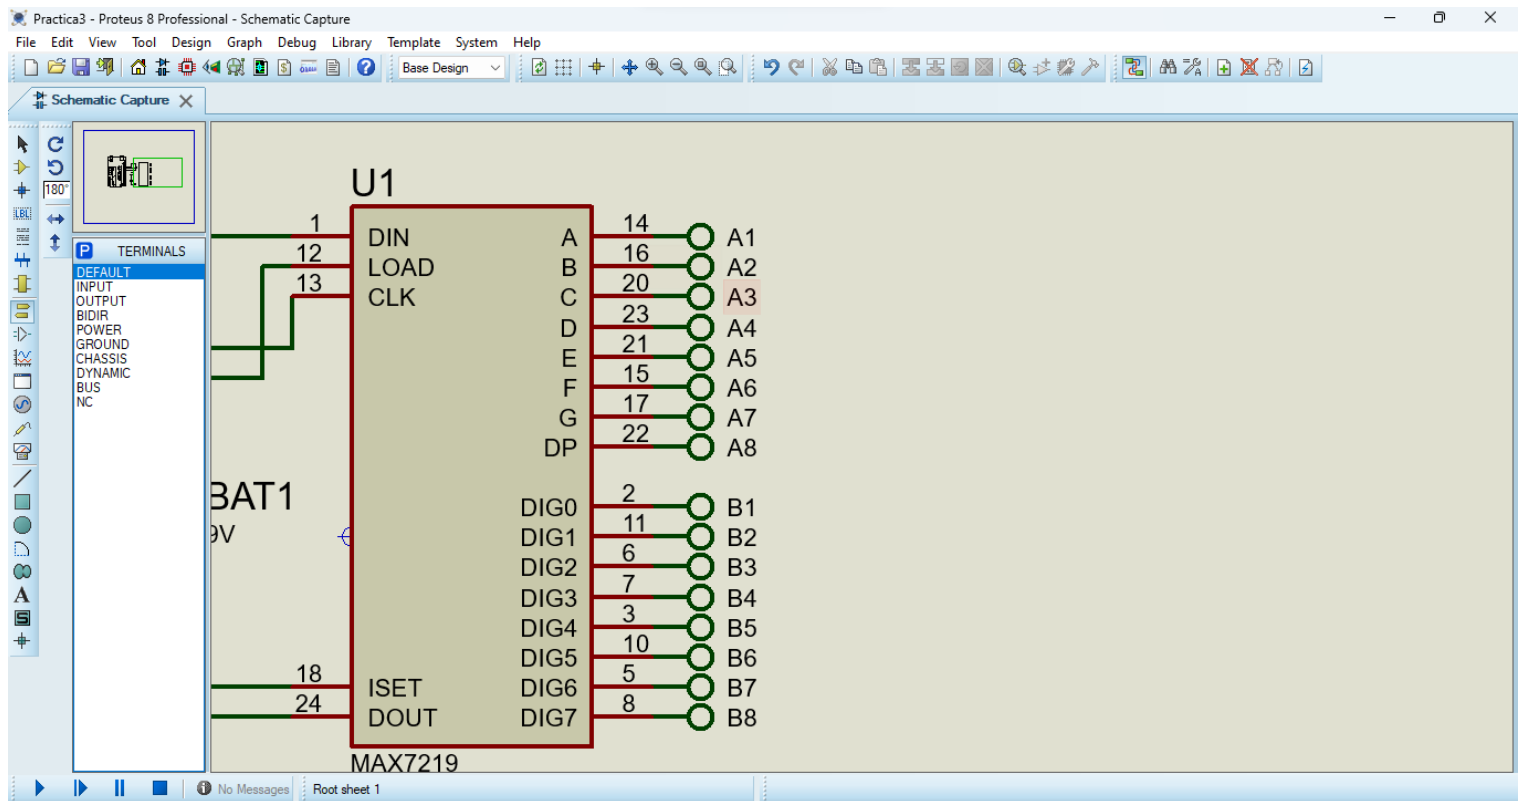 Practica3 - Proteus 8 Professional - Schematic Capture
File Edit View Tool Design Graph Debug Library Template System Help
Base Design
Schematic Capture
LBL
180°
P TERMINALS
DEFAULT
INPUT
OUTPUT
BIDIR
POWER
GROUND
CHASSIS
DYNAMIC
BUS
NC
A
S
U1
1 DIN A 14 A1
12 LOAD B 16 A2
13 CLK C 20 A3
D 23 A4
E 21 A5
F 15 A6
G 17 A7
DP 22 A8
BAT1
9V
DIG0 2 B1
DIG1 11 B2
DIG2 6 B3
DIG3 7 B4
DIG4 3 B5
DIG5 10 B6
18 ISET DIG6 5 B7
24 DOUT DIG7 8 B8
MAX7219
No Messages Root sheet 1